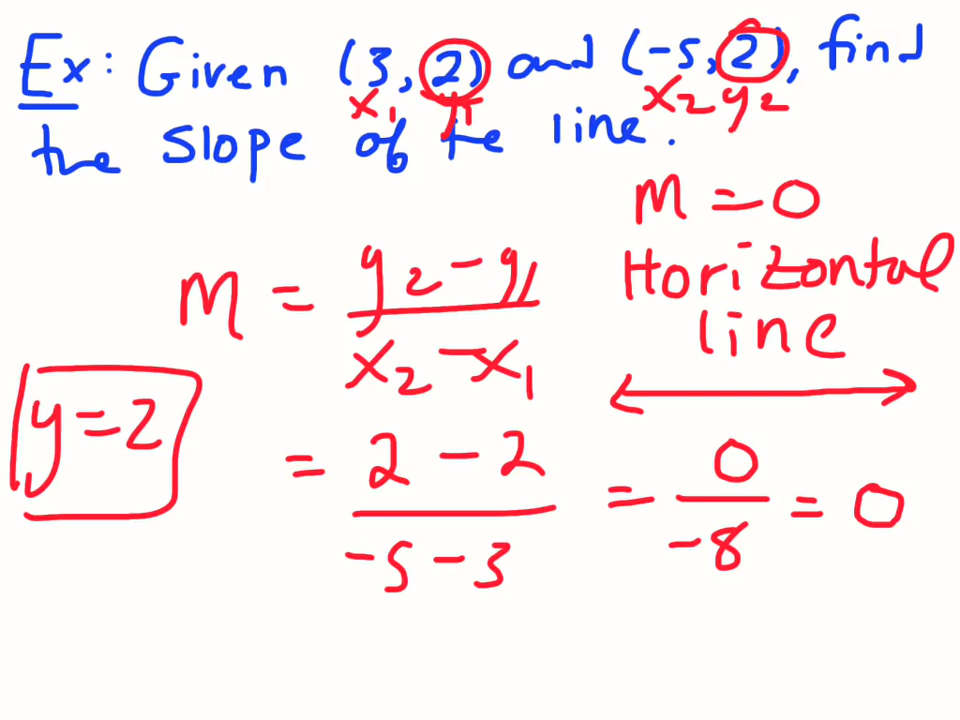 Ex: Given (3, 2) and (-5, 2), find
x₁ y₁ x₂ y₂
the slope of the line.
m = 0
Horizontal
line
m = y₂ - y₁ / x₂ - x₁
y = 2
= 2 - 2 / -5 - 3 = 0 / -8 = 0